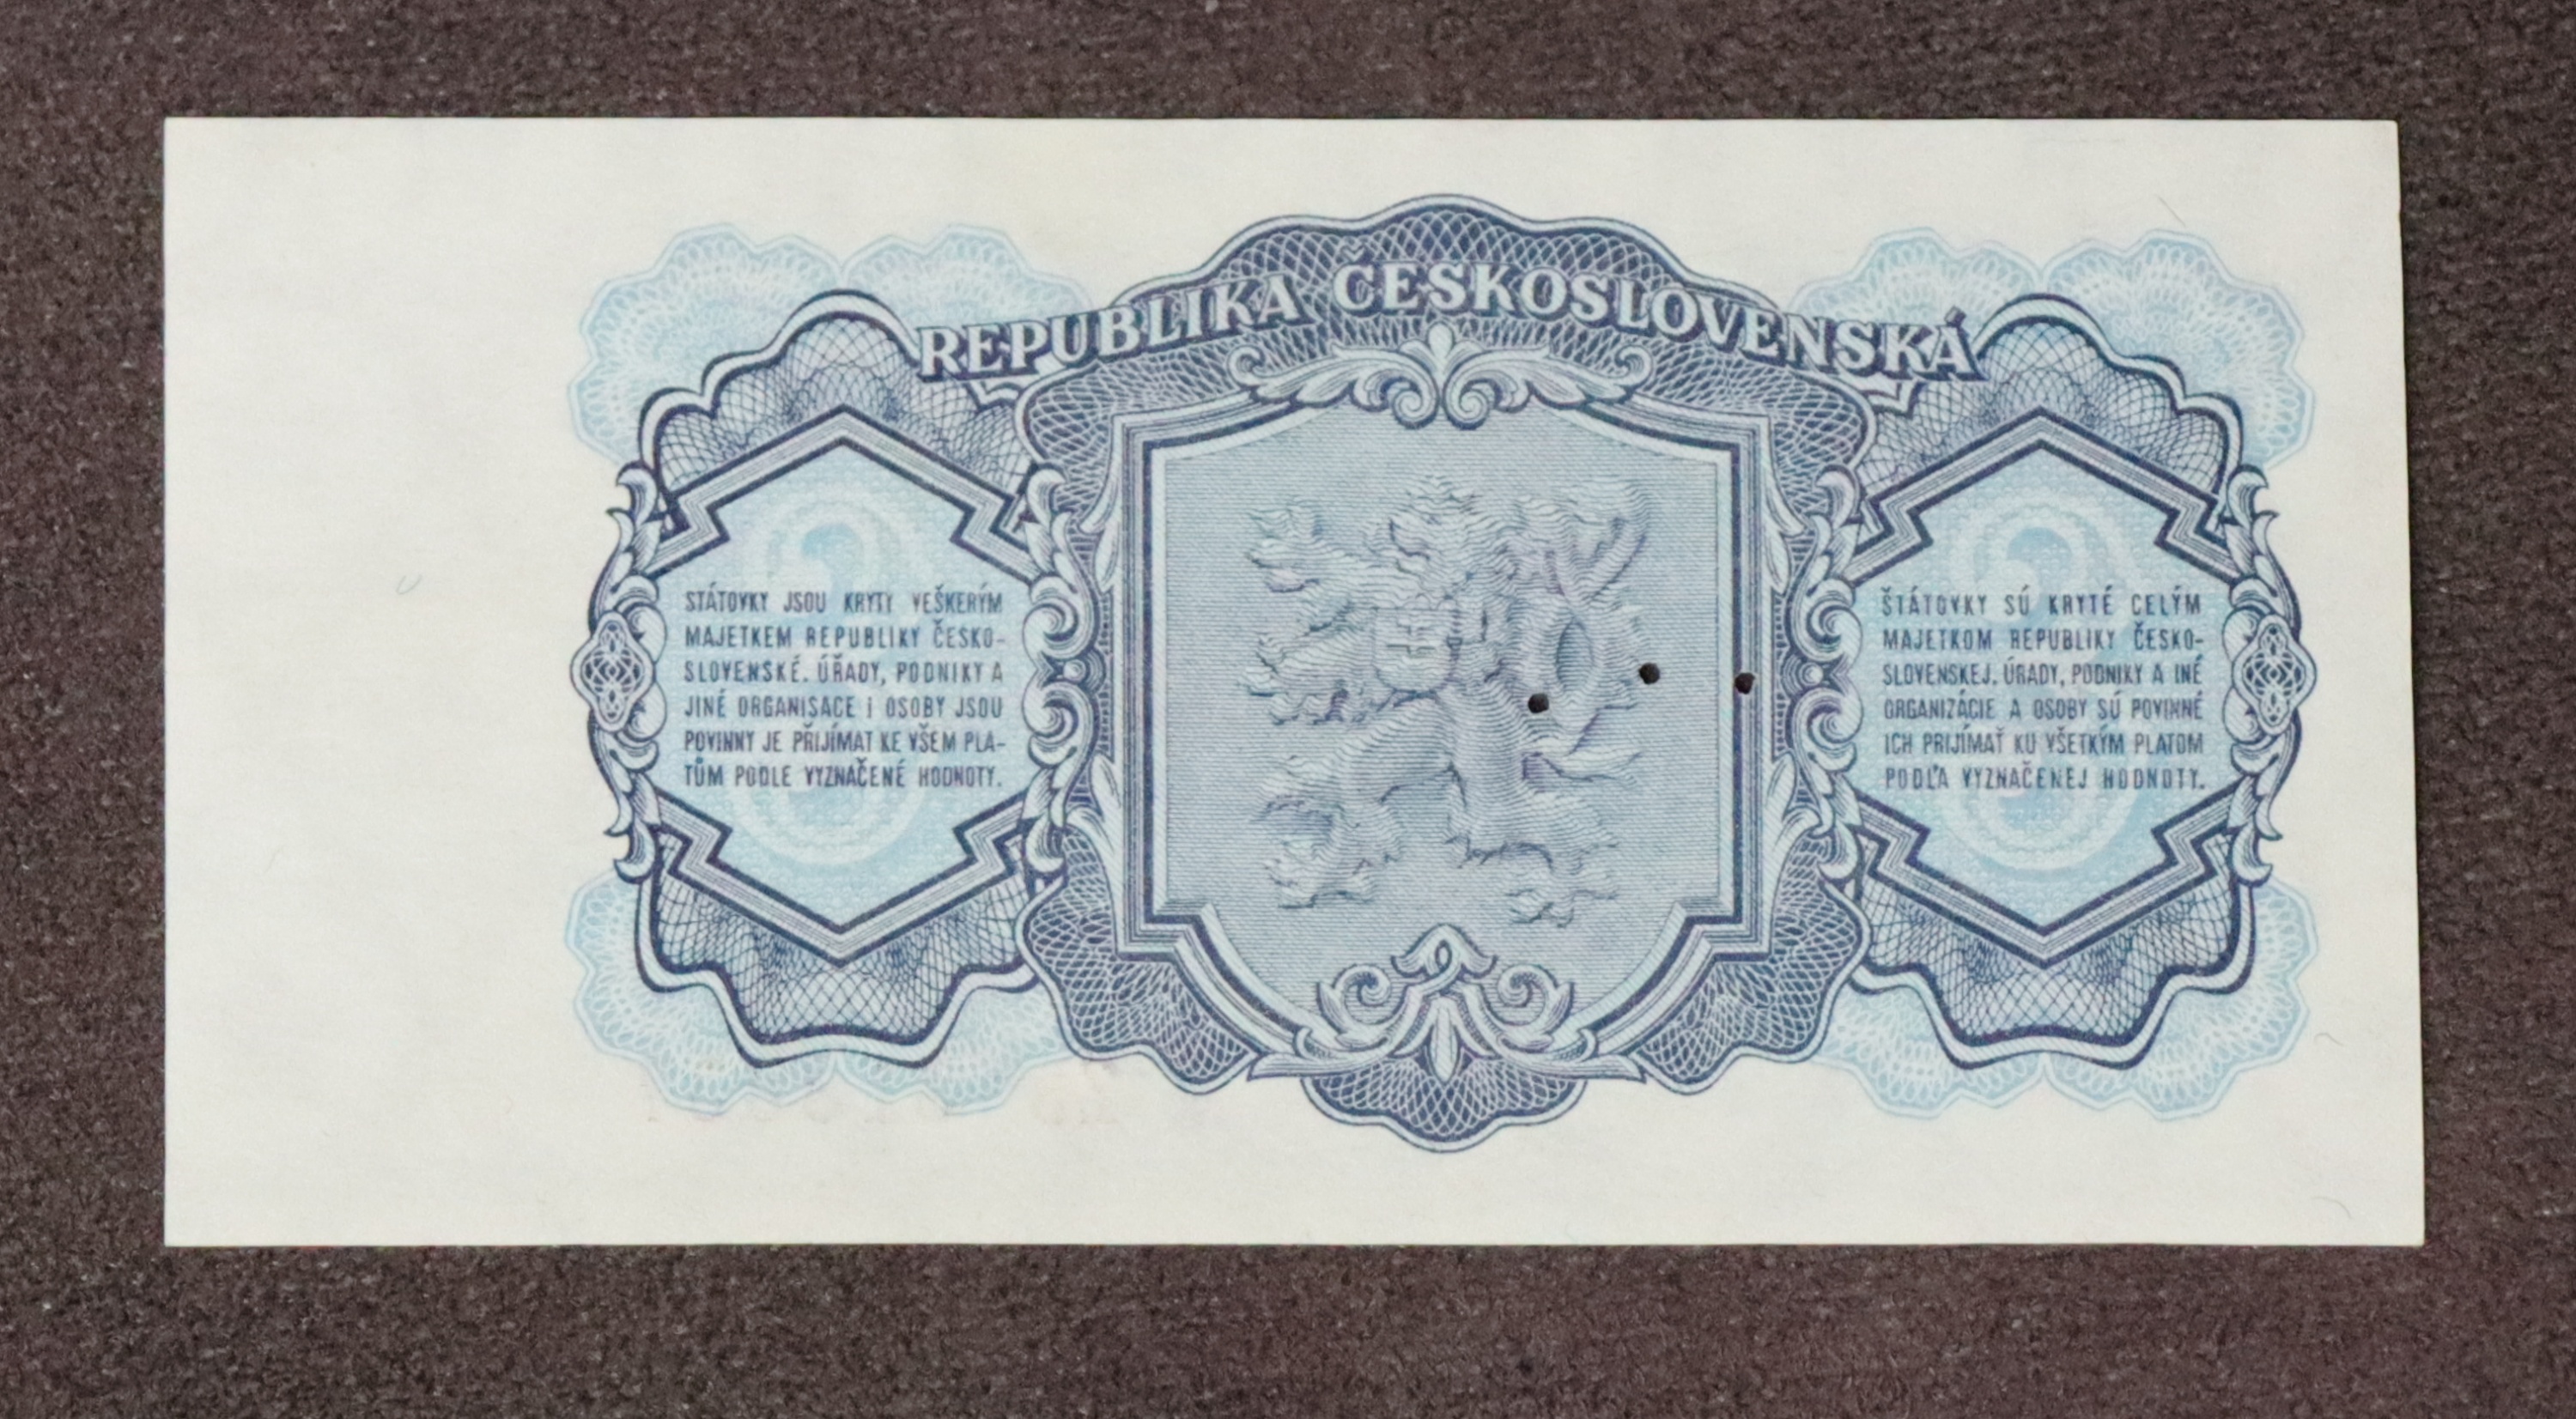 REPUBLIKA ČESKOSLOVENSKÁ
STÁTOVKY JSOU KRYTY VEŠKERÝM
MAJETKEM REPUBLIKY ČESKO-
SLOVENSKÉ. ÚŘADY, PODNIKY A
JINÉ ORGANISACE i OSOBY JSOU
POVINNY JE PŘIJÍMAT KE VŠEM PLA-
TŮM PODLE VYZNAČENÉ HODNOTY.
ŠTÁTOVKY SÚ KRYTÉ CELÝM
MAJETKOM REPUBLIKY ČESKO-
SLOVENSKEJ. ÚRADY, PODNIKY A INÉ
ORGANIZÁCIE A OSOBY SÚ POVINNÉ
ICH PRIJÍMAŤ KU VŠETKÝM PLATOM
PODĽA VYZNAČENEJ HODNOTY.
3
3